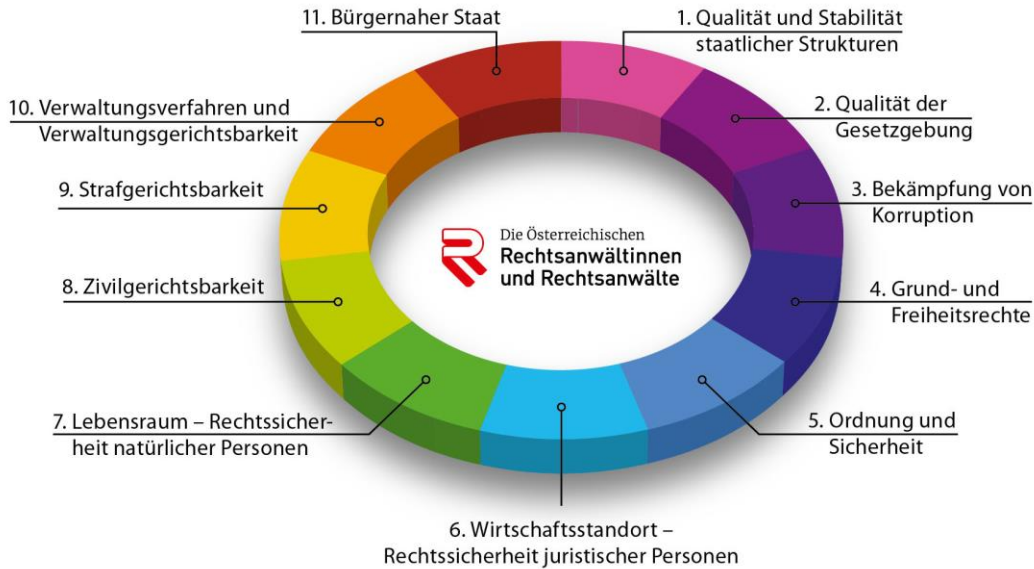 11. Bürgernaher Staat
1. Qualität und Stabilität
staatlicher Strukturen
10. Verwaltungsverfahren und
Verwaltungsgerichtsbarkeit
2. Qualität der
Gesetzgebung
9. Strafgerichtsbarkeit
3. Bekämpfung von
Korruption
Die Österreichischen
Rechtsanwältinnen
und Rechtsanwälte
8. Zivilgerichtsbarkeit
4. Grund- und
Freiheitsrechte
7. Lebensraum – Rechtssicher-
heit natürlicher Personen
5. Ordnung und
Sicherheit
6. Wirtschaftsstandort –
Rechtssicherheit juristischer Personen